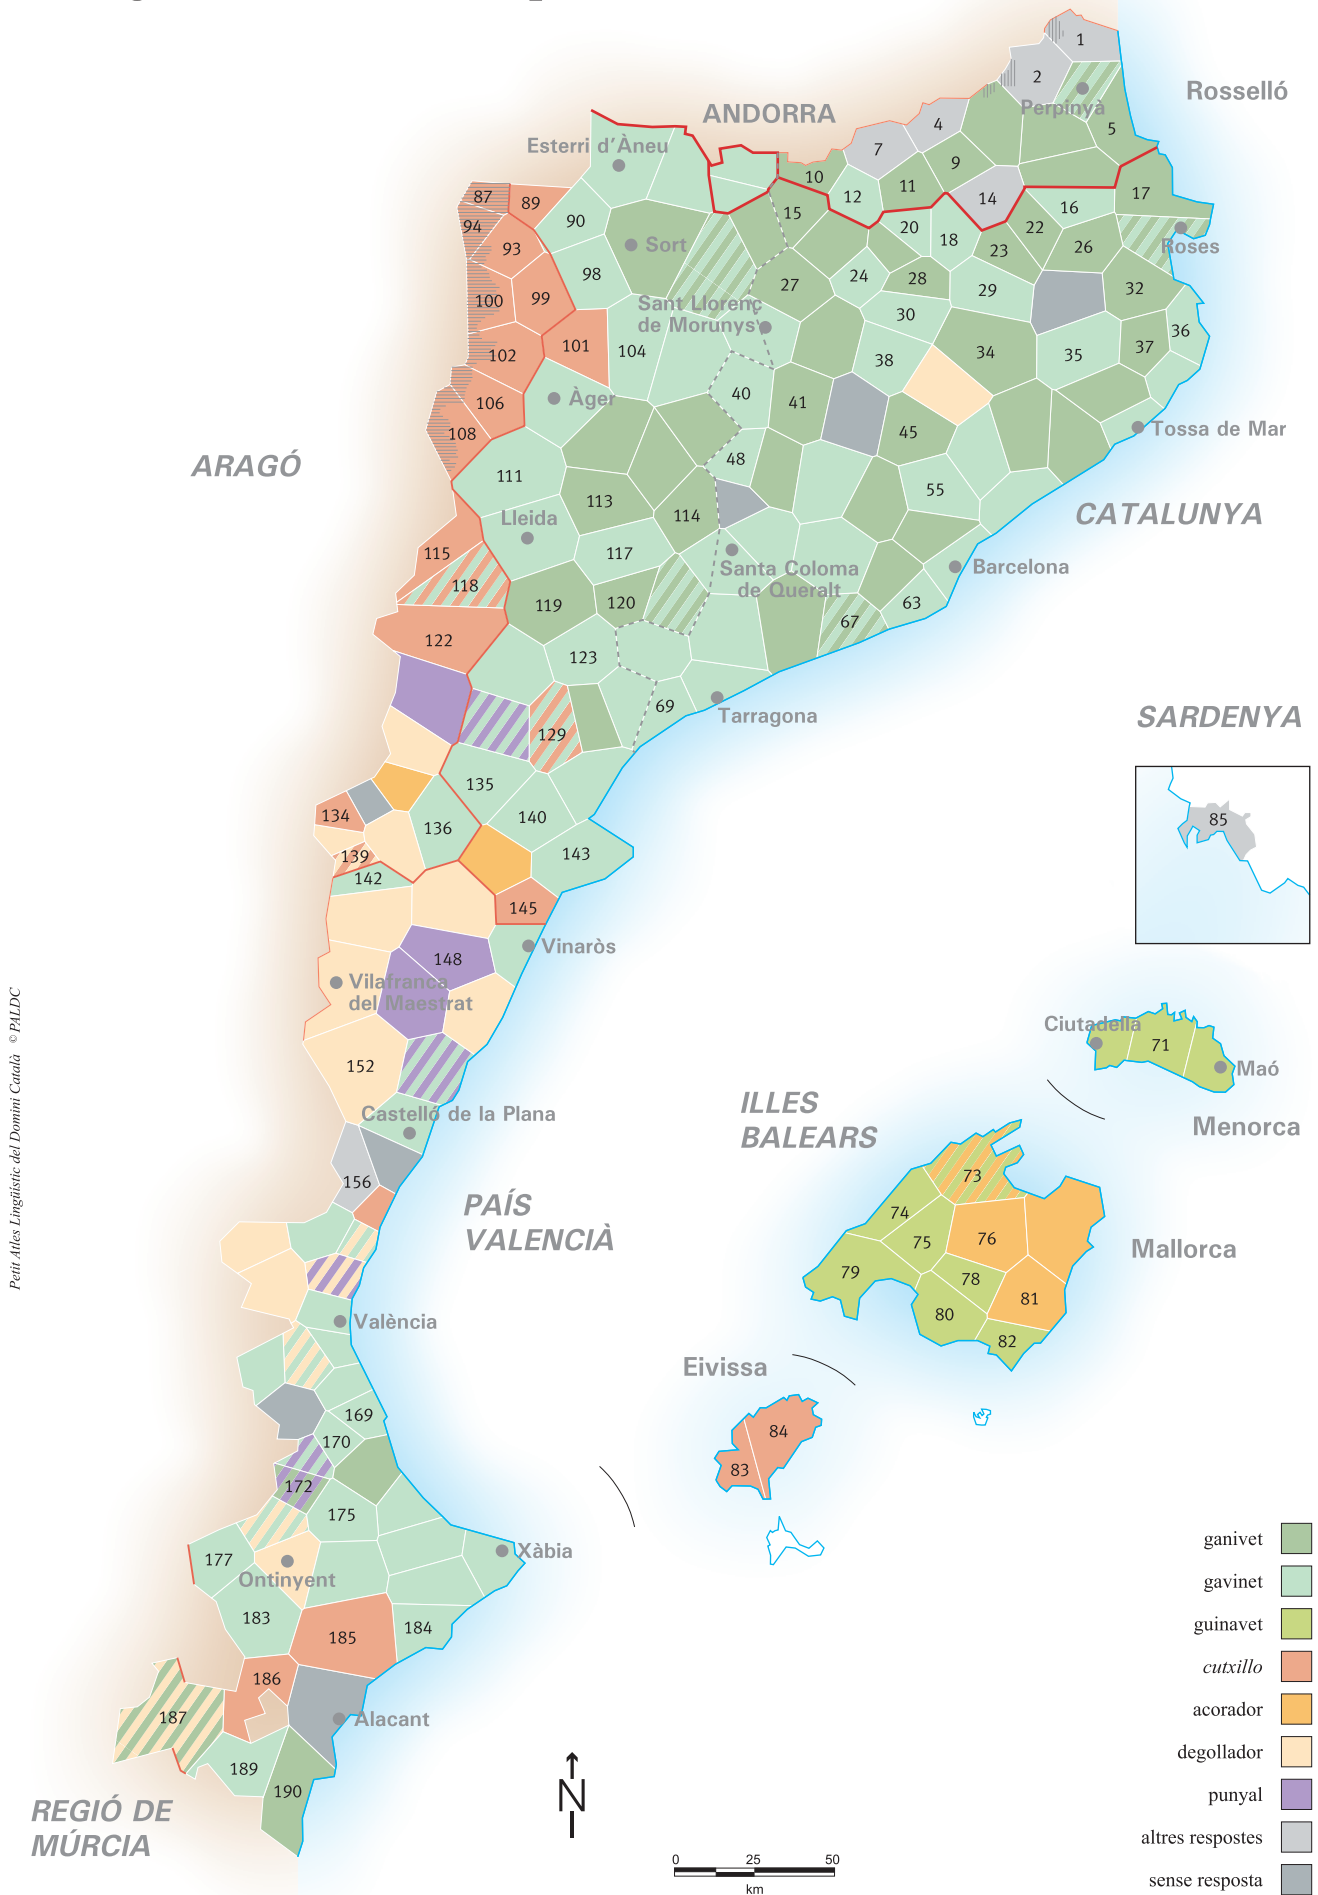 1
2
Rosselló
Perpinyà
ANDORRA
4
5
Esterri d'Àneu
7
9
10
11
12
14
17
87
89
15
16
94
90
20
22
18
Sort
26
Roses
93
23
98
24
27
28
32
29
100
99
Sant Llorenç
de Morunys
30
36
101
104
34
37
102
38
35
40
Àger
106
41
108
45
Tossa de Mar
48
ARAGÓ
111
55
113
114
CATALUNYA
Lleida
115
117
Santa Coloma
de Queralt
Barcelona
118
119
120
63
67
122
123
69
Tarragona
SARDENYA
129
135
134
136
140
85
139
143
142
145
Vinaròs
148
Vilafranca
del Maestrat
Ciutadella
71
Maó
152
Castelló de la Plana
ILLES
BALEARS
Menorca
156
73
PAÍS
VALENCIÀ
74
75
76
Mallorca
79
78
81
80
82
València
Eivissa
169
84
170
83
172
175
177
Xàbia
Ontinyent
183
184
185
186
187
Alacant
189
190
REGIÓ DE
MÚRCIA
N
0 25 50
km
ganivet
gavinet
guinavet
cutxillo
acorador
degollador
punyal
altres respostes
sense resposta
Petit Atles Lingüístic del Domini Català © PALDC